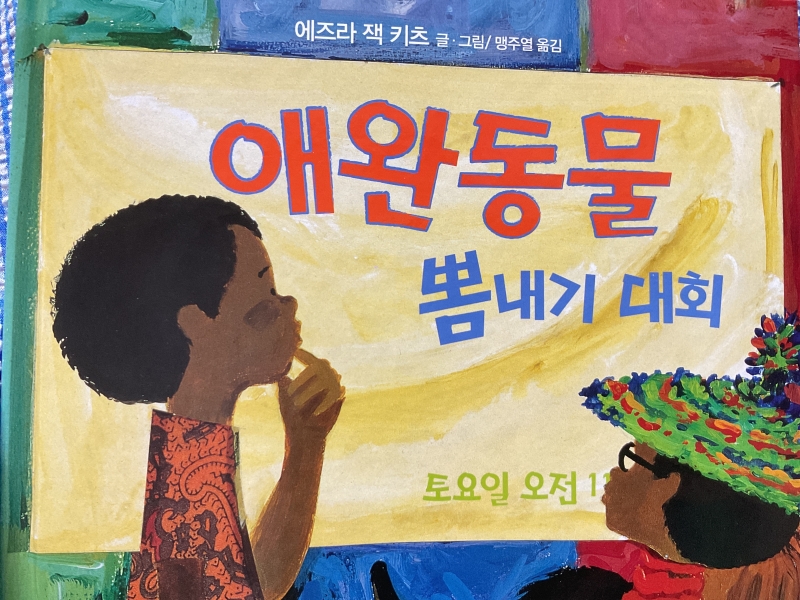 에즈라 잭 키츠 글·그림/ 맹주열 옮김
애완동물
뽐내기 대회
토요일 오전 11